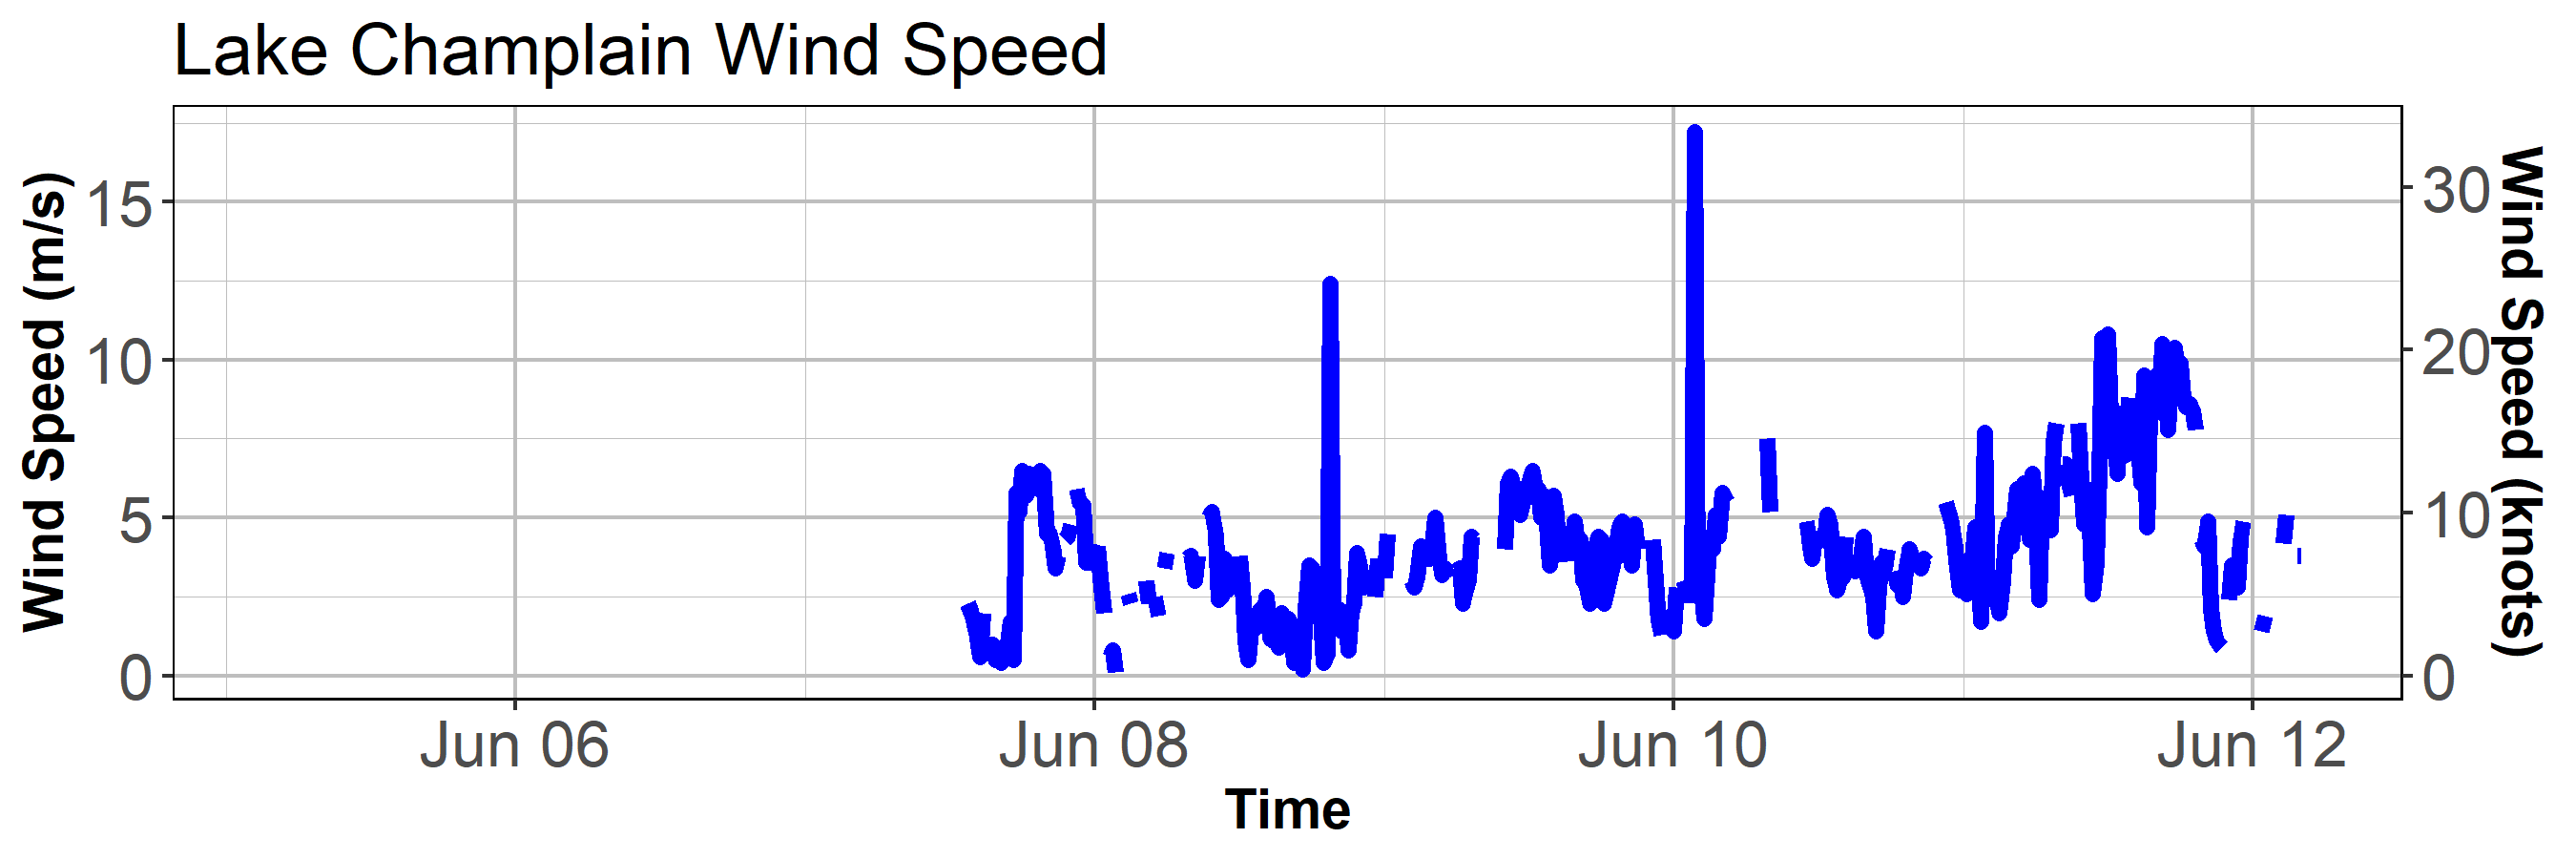 Lake Champlain Wind Speed
Wind Speed (m/s)
15
10
5
0
30
20
10
0
Wind Speed (knots)
Jun 06
Jun 08
Jun 10
Jun 12
Time